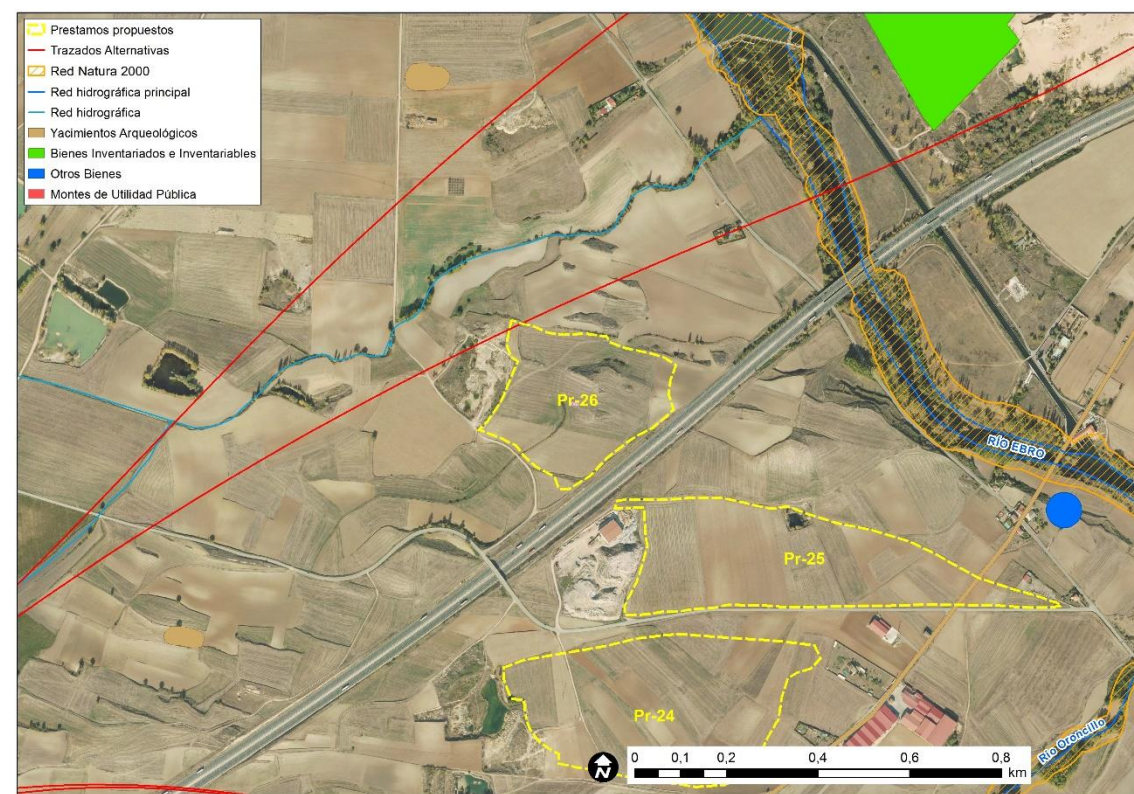 Prestamos propuestos
Trazados Alternativas
Red Natura 2000
Red hidrográfica principal
Red hidrográfica
Yacimientos Arqueológicos
Bienes Inventariados e Inventariables
Otros Bienes
Montes de Utilidad Pública
Pr-26
RÍO EBRO
Pr-25
Pr-24
Río Oroncillo
N
0 0,1 0,2 0,4 0,6 0,8
km